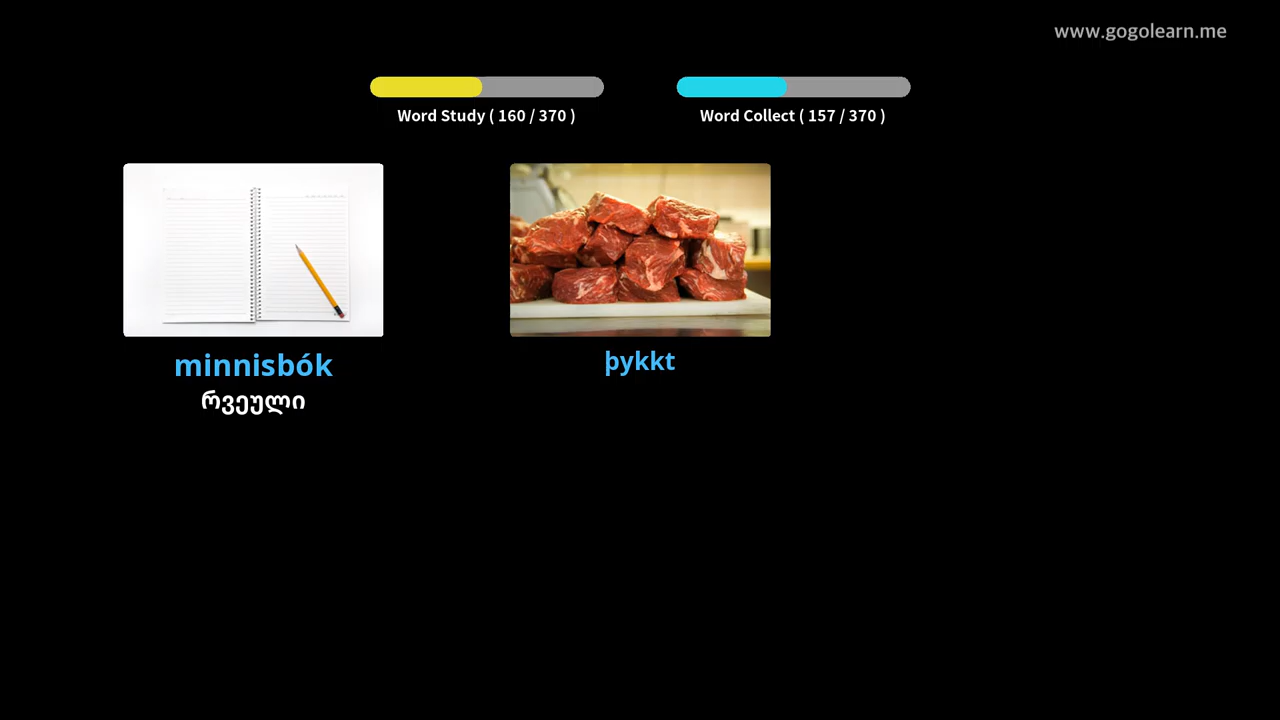 www.gogolearn.me
Word Study ( 160 / 370 )
Word Collect ( 157 / 370 )
minnisbók
რვეული
þykkt